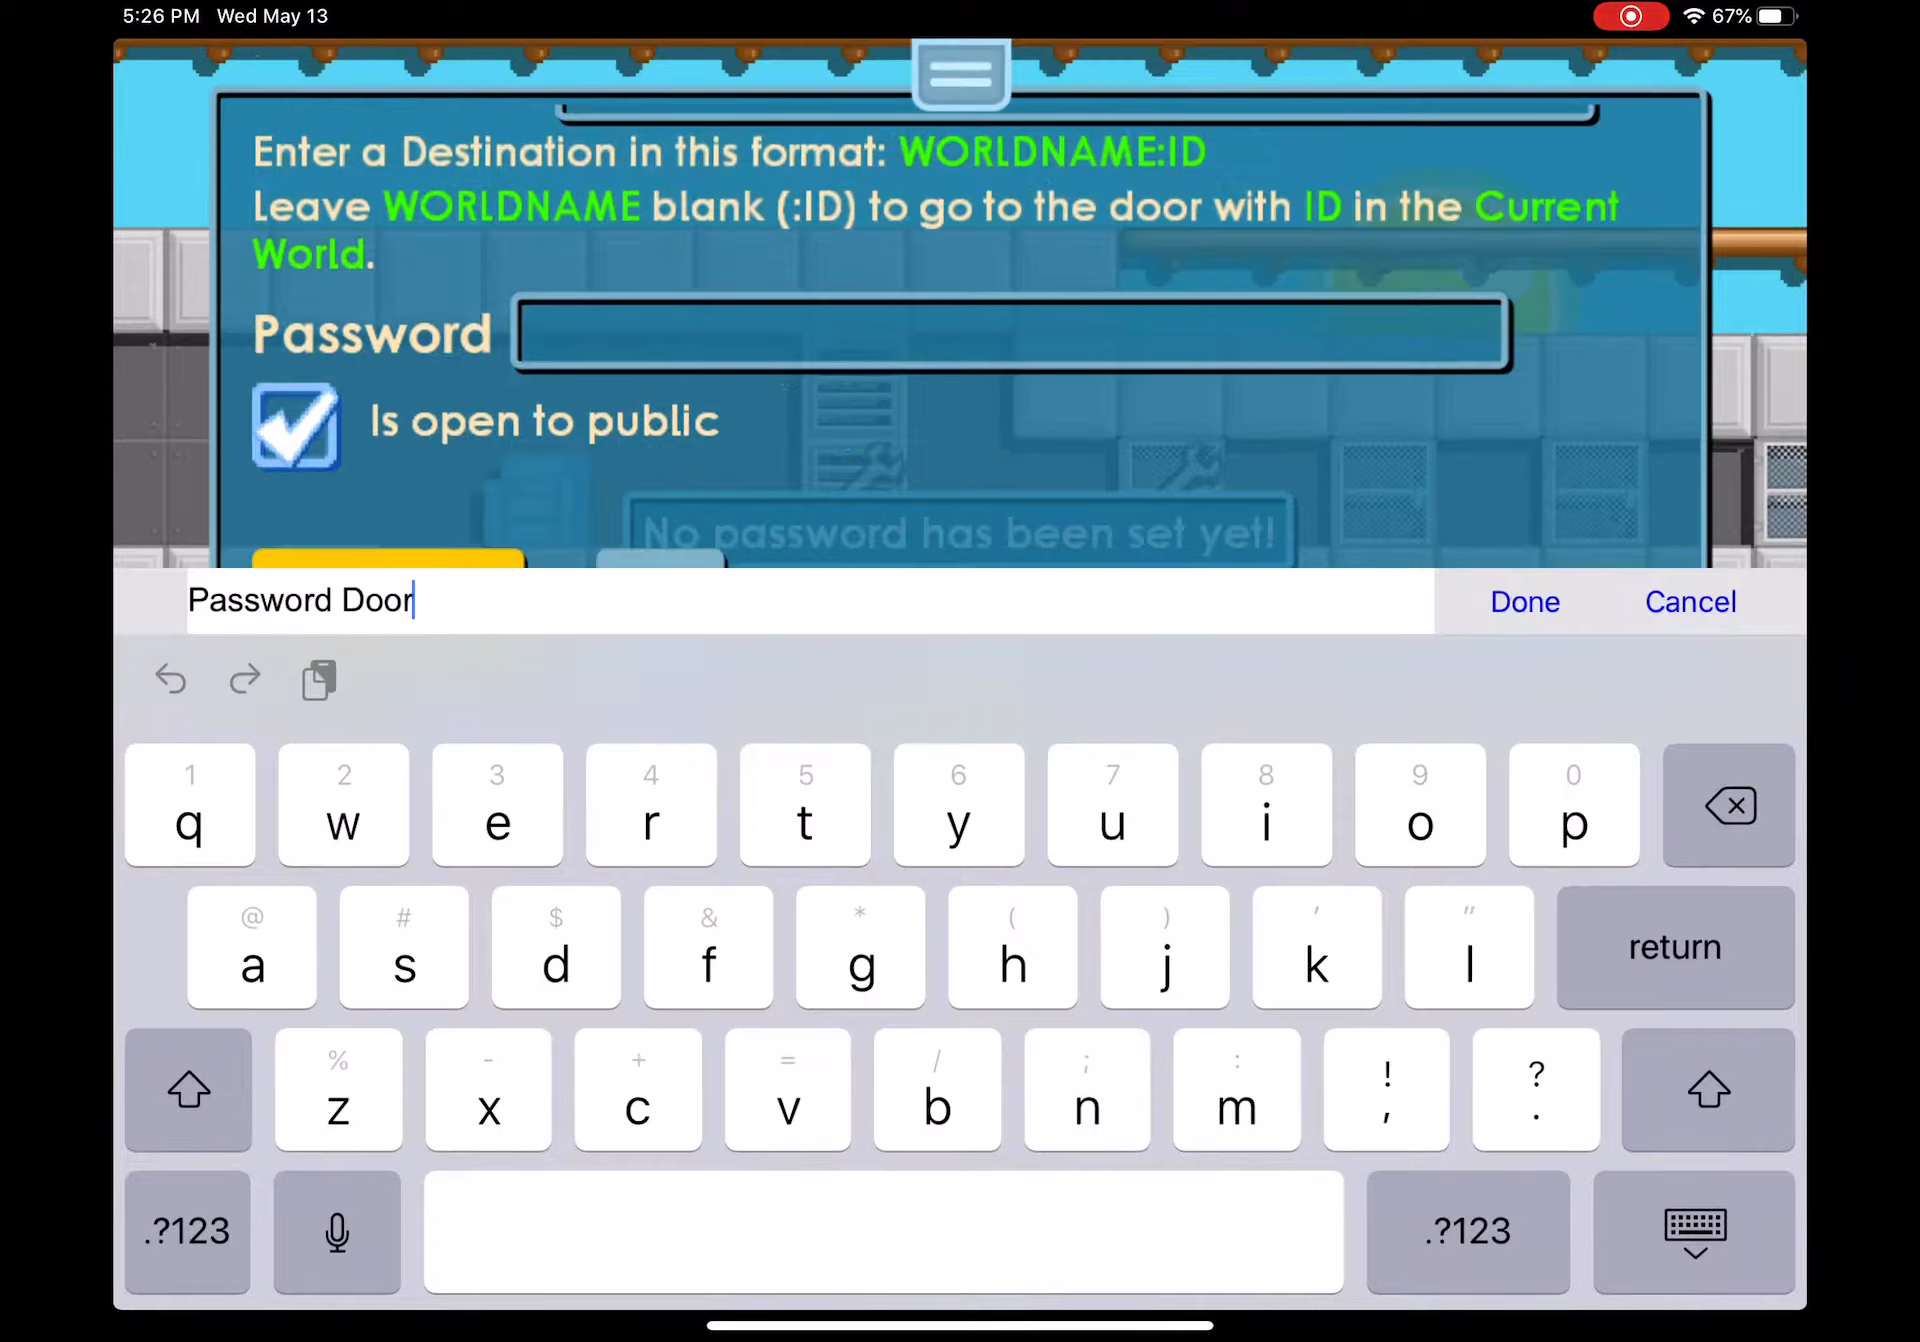 5:26 PM Wed May 13
67%
Enter a Destination in this format: WORLDNAME:ID
Leave WORLDNAME blank (:ID) to go to the door with ID in the Current
World.
Password
Is open to public
No password has been set yet!
Password Door
Done Cancel
1 2 3 4 5 6 7 8 9 0
q w e r t y u i o p
@ # $ & * ( ) ' "
a s d f g h j k l return
% - + = / ; : ! ?
z x c v b n m , .
.?123 .?123